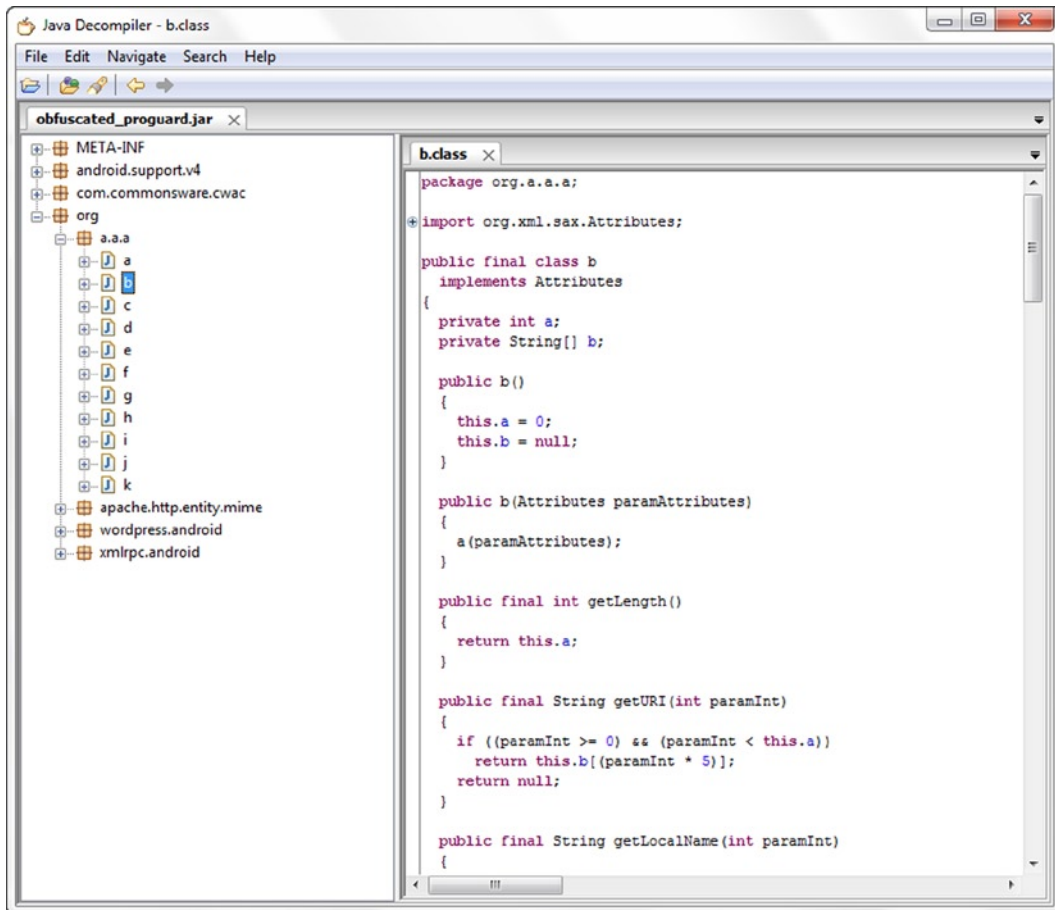 Java Decompiler - b.class
File Edit Navigate Search Help
obfuscated_proguard.jar
META-INF
android.support.v4
com.commonsware.cwac
org
a.a.a
a
b
c
d
e
f
g
h
i
j
k
apache.http.entity.mime
wordpress.android
xmlrpc.android
b.class
package org.a.a.a;
import org.xml.sax.Attributes;
public final class b
implements Attributes
{
private int a;
private String[] b;
public b()
{
this.a = 0;
this.b = null;
}
public b(Attributes paramAttributes)
{
a(paramAttributes);
}
public final int getLength()
{
return this.a;
}
public final String getURI(int paramInt)
{
if ((paramInt >= 0) && (paramInt < this.a))
return this.b[(paramInt * 5)];
return null;
}
public final String getLocalName(int paramInt)
{